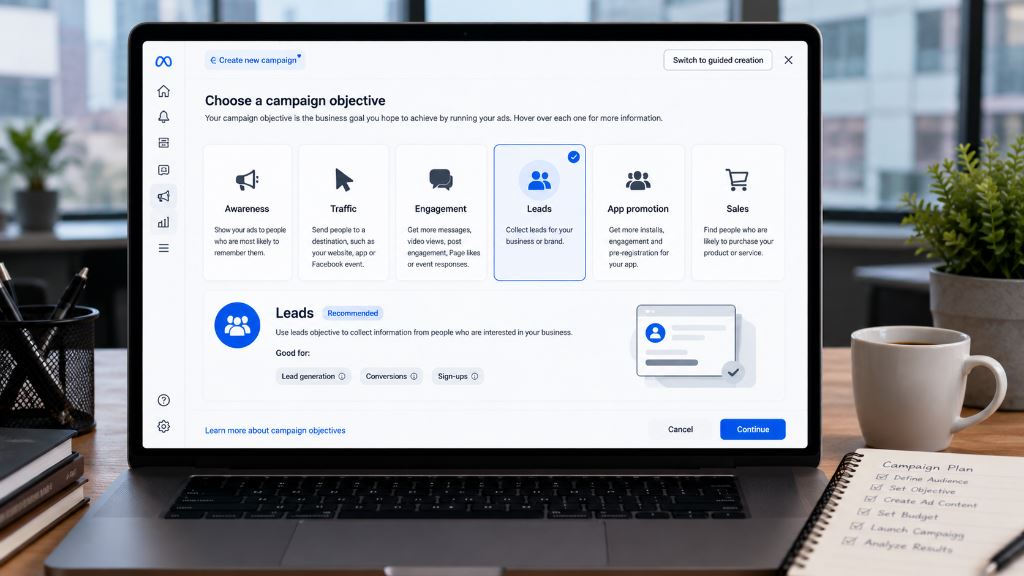 Create new campaign
Switch to guided creation
Choose a campaign objective
Your campaign objective is the business goal you hope to achieve by running your ads. Hover over each one for more information.
Awareness
Show your ads to people
who are most likely to
remember them.
Traffic
Send people to a
destination, such as
your website, app or
Facebook event.
Engagement
Get more messages,
video views, post
engagement, Page likes
or event responses.
Leads
Collect leads for your
business or brand.
App promotion
Get more installs,
engagement and
pre-registration for
your app.
Sales
Find people who are
likely to purchase your
product or service.
Leads
Recommended
Use leads objective to collect information from people who are interested in your business.
Good for:
Lead generation
Conversions
Sign-ups
Learn more about campaign objectives
Cancel
Continue
Campaign Plan
Define Audience
Set Objective
Create Ad Content
Set Budget
Launch Campaigg
Analyze Results